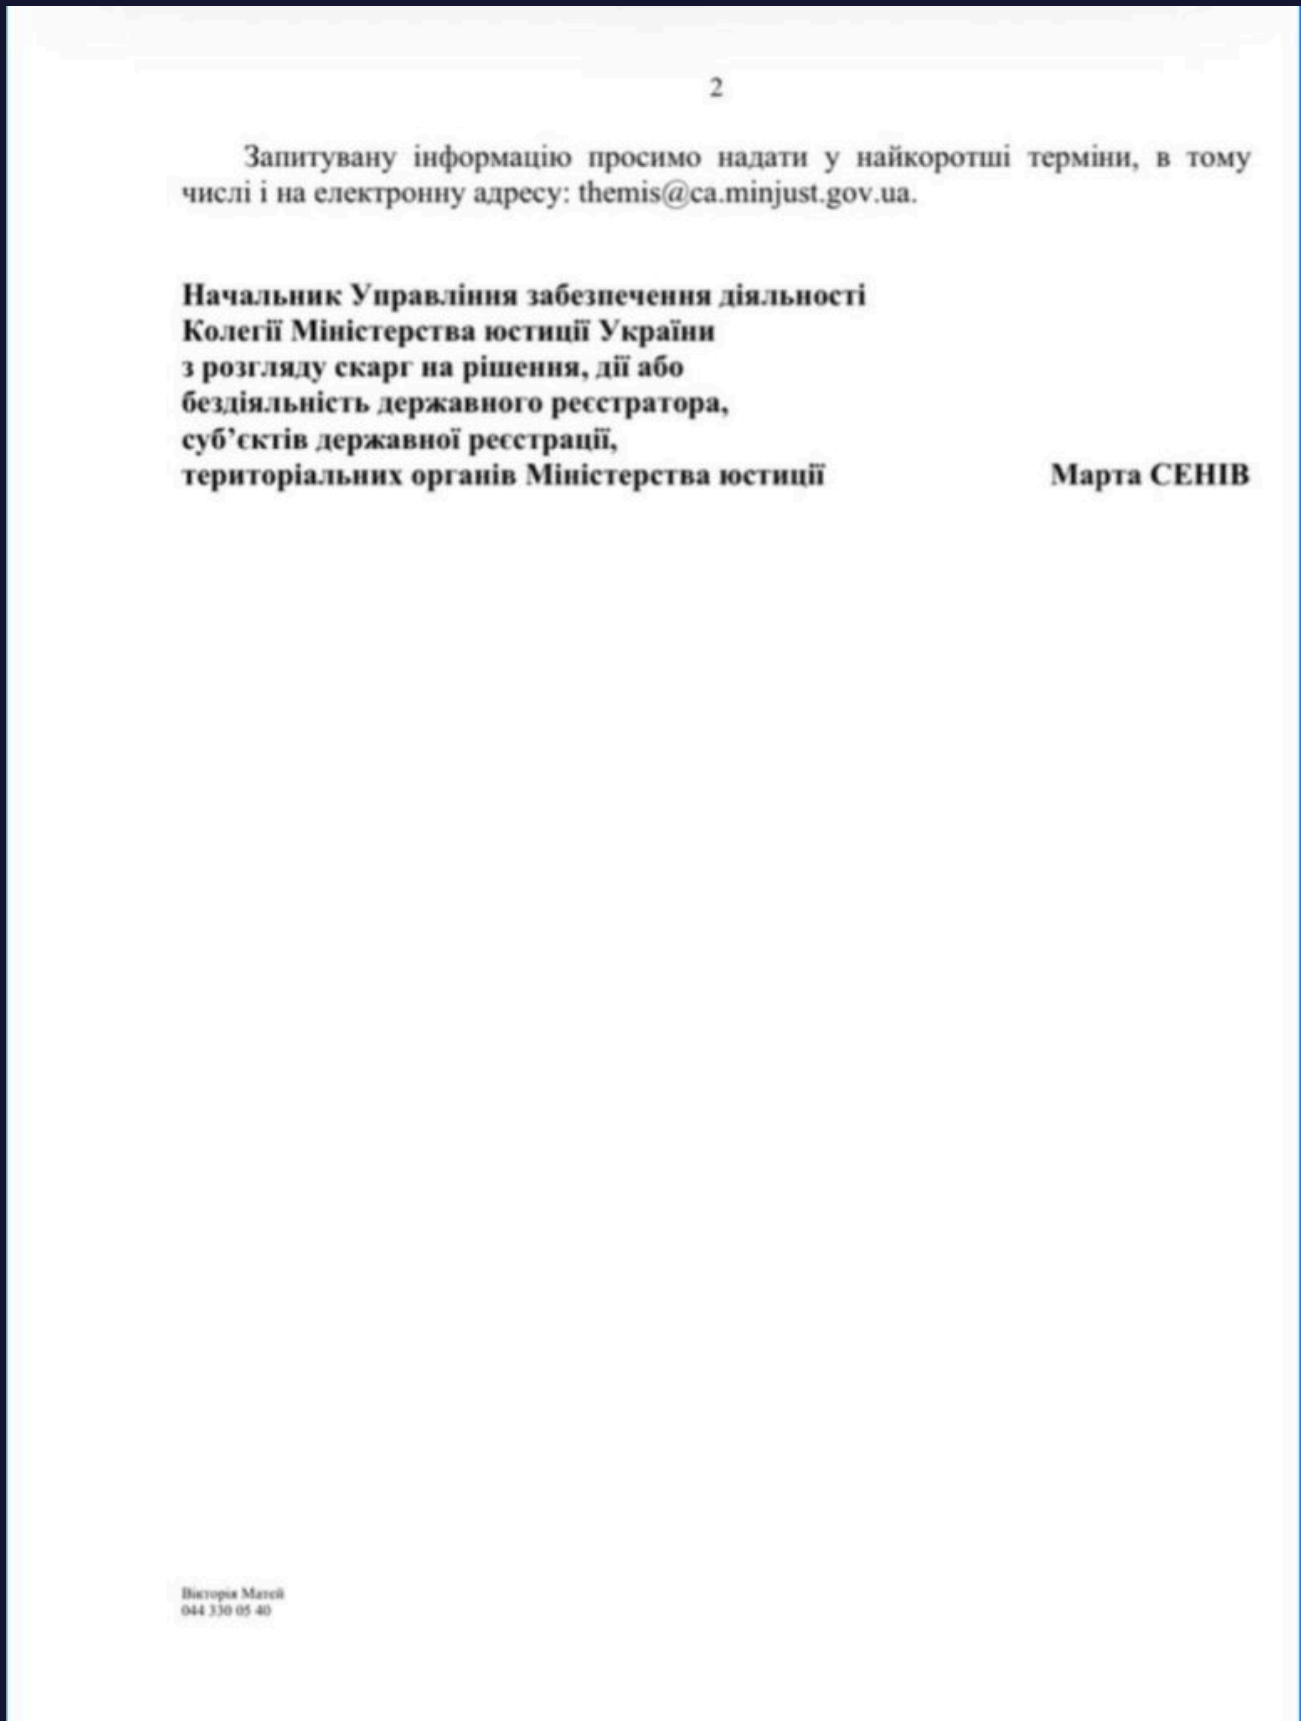 2
Запитувану інформацію просимо надати у найкоротші терміни, в тому
числі і на електронну адресу: themis@ca.minjust.gov.ua.
Начальник Управління забезпечення діяльності
Колегії Міністерства юстиції України
з розгляду скарг на рішення, дії або
бездіяльність державного реєстратора,
суб’єктів державної реєстрації,
територіальних органів Міністерства юстиції Марта СЕНІВ
Вікторія Матей
044 330 05 40